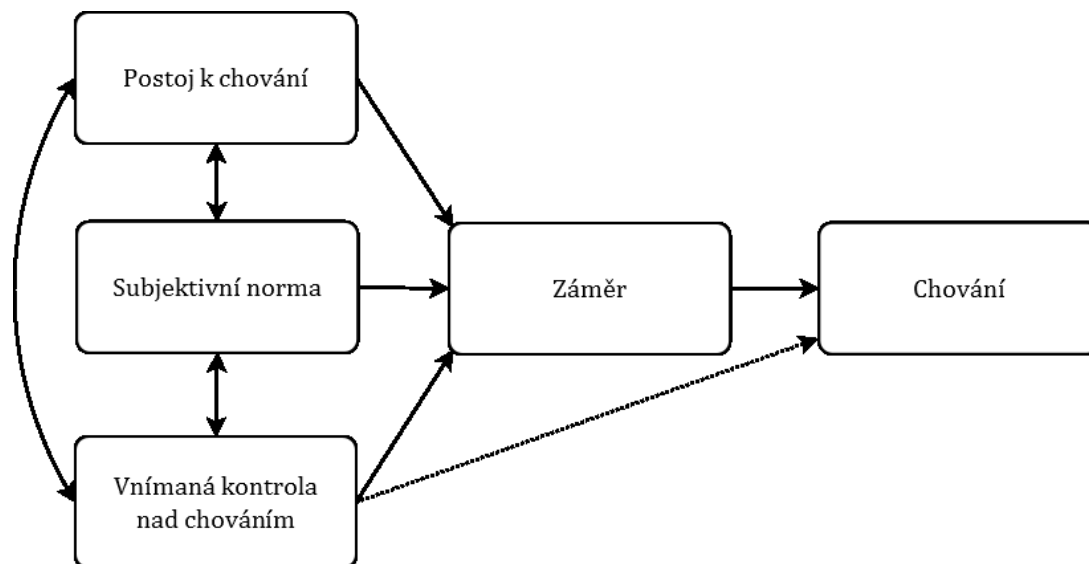 Postoj k chování
Subjektivní norma
Záměr
Chování
Vnímaná kontrola
nad chováním